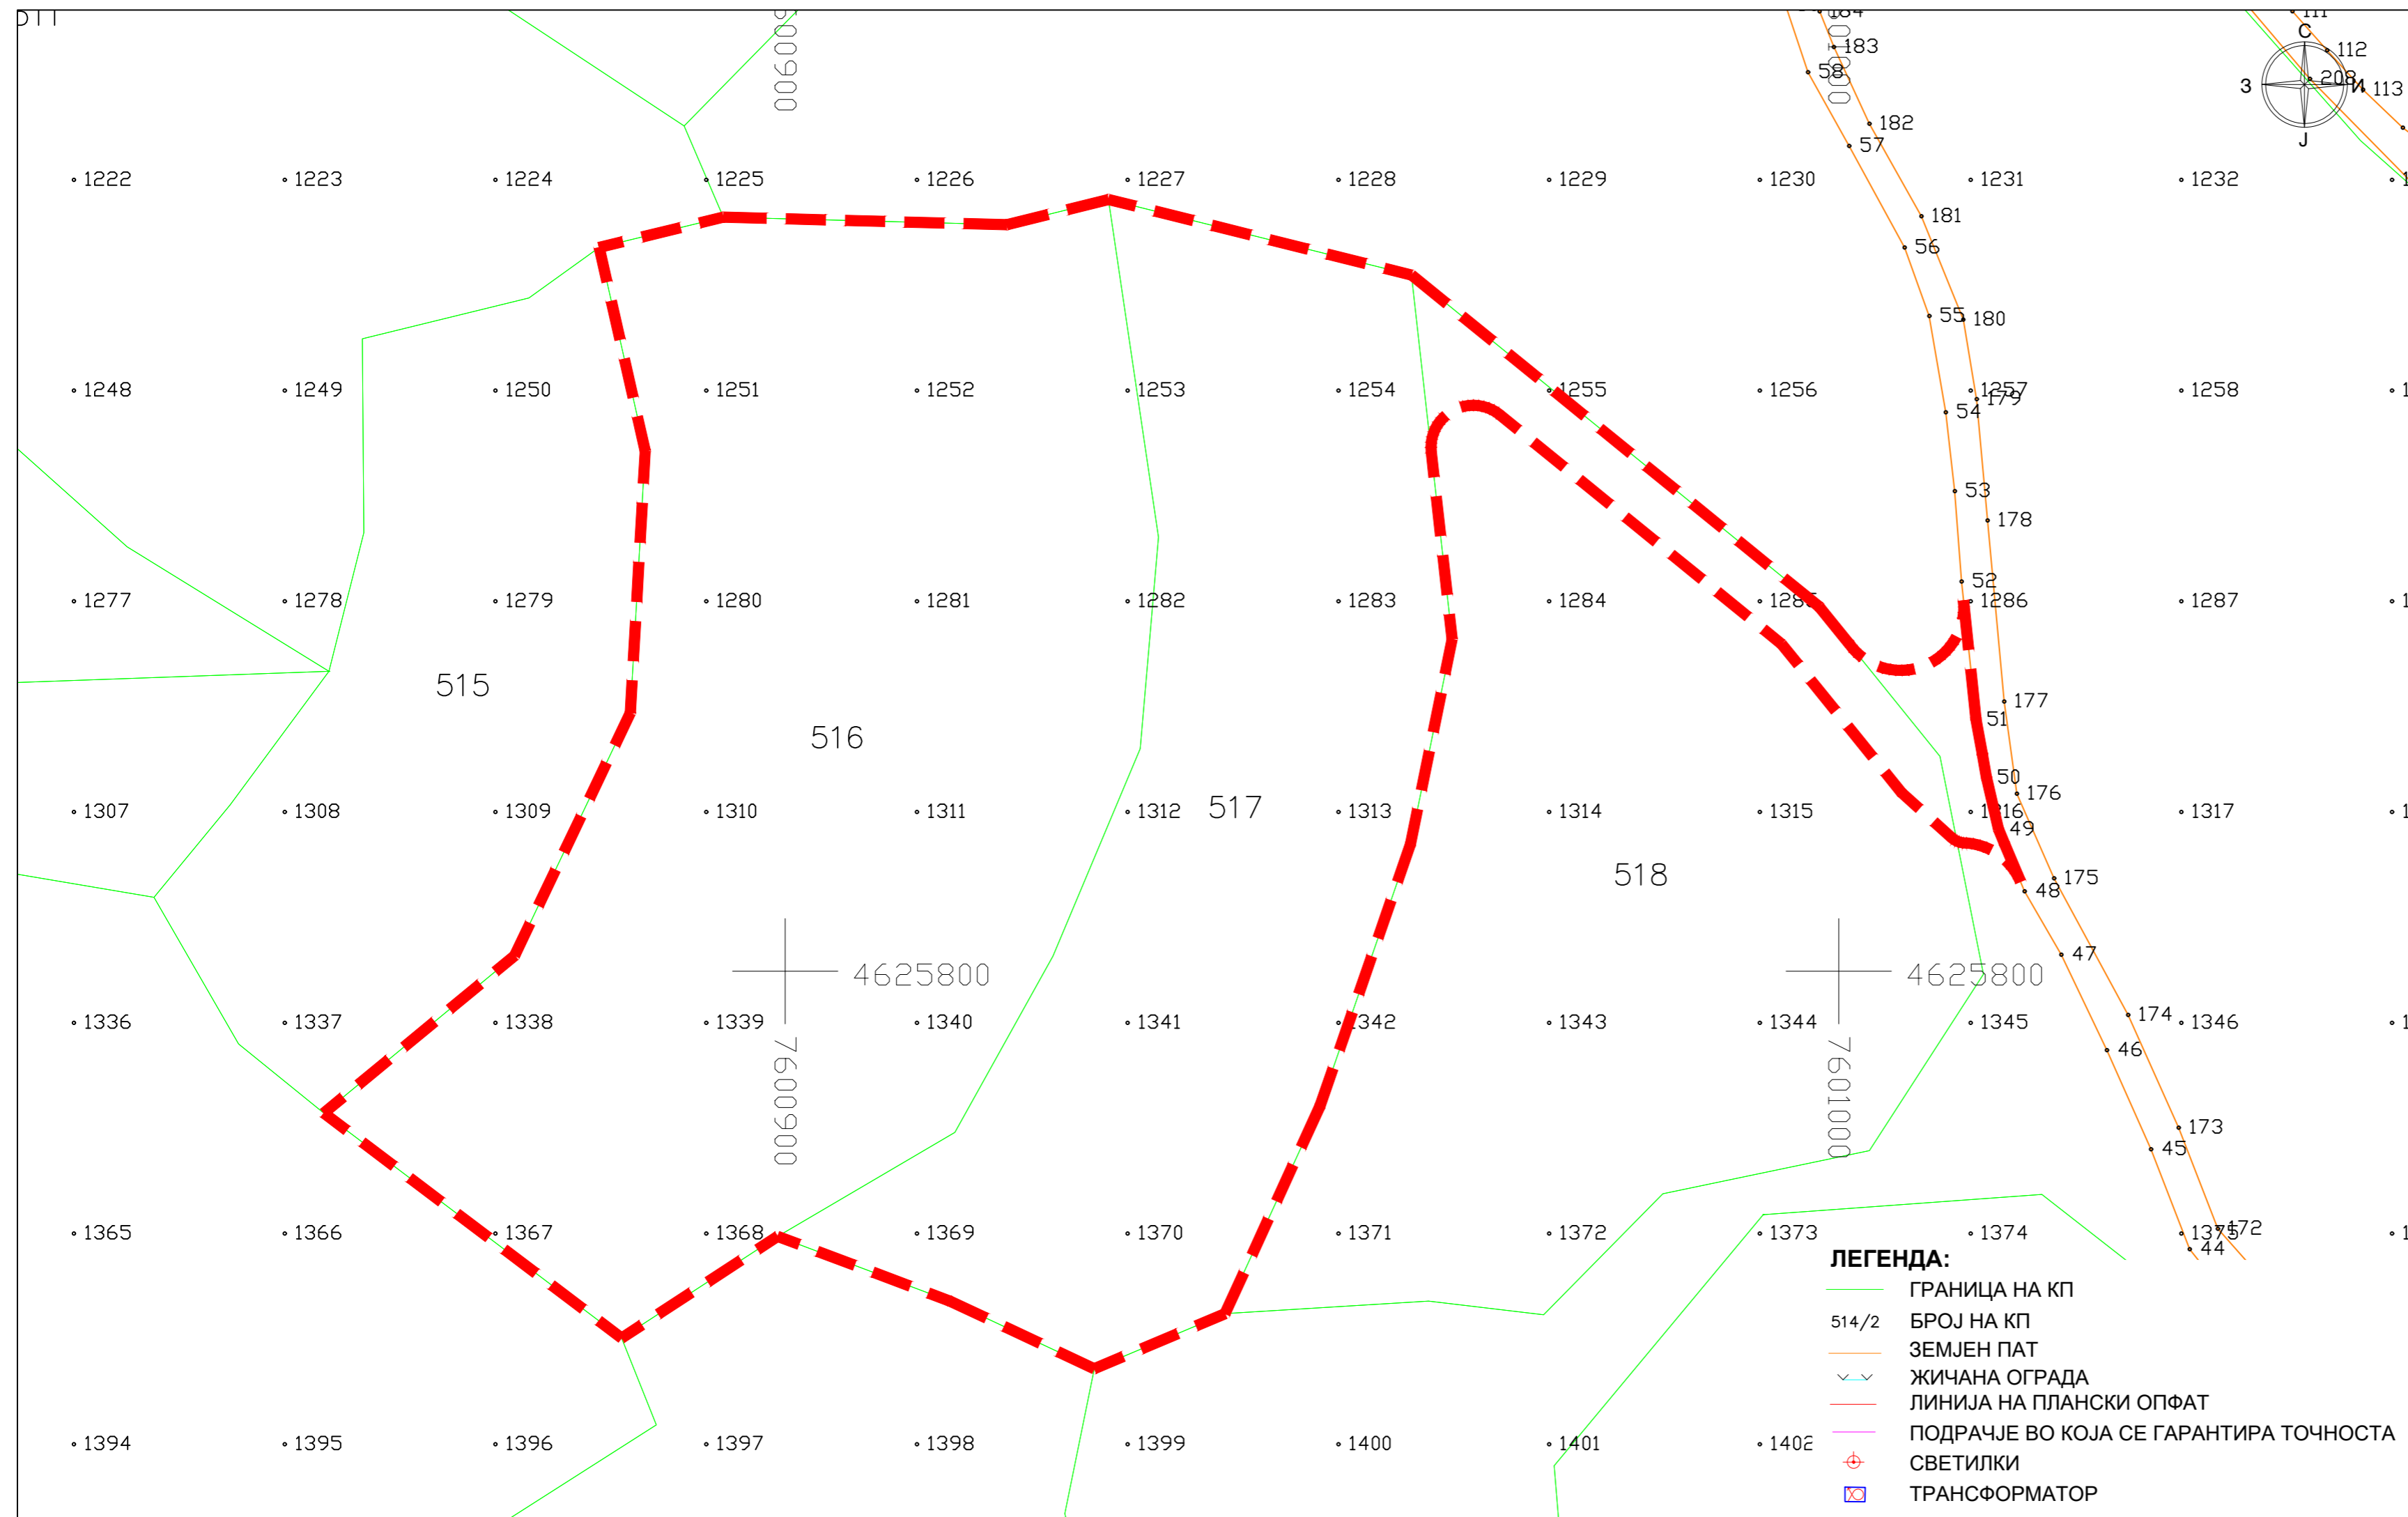 184 111
С
183 112
58 208 И 113
З
182
57 Ј
1222 1223 1224 1225 1226 1227 1228 1229 1230 1231 1232
181
56
55 180
1248 1249 1250 1251 1252 1253 1254 1255 1256 1257 1258
179
54
53
178
52
1277 1278 1279 1280 1281 1282 1283 1284 1285 1286 1287
515
177
51
516
50
176
517
1307 1308 1309 1310 1311 1312 1313 1314 1315 1316 1317
49
518
175
48
47
4625800 4625800
174
1336 1337 1338 1339 1340 1341 1342 1343 1344 1345 1346
46
7600900 7601000
173
45
172
1365 1366 1367 1368 1369 1370 1371 1372 1373 1374 1375
44
ЛЕГЕНДА:
ГРАНИЦА НА КП
514/2 БРОЈ НА КП
ЗЕМЈЕН ПАТ
ЖИЧАНА ОГРАДА
ЛИНИЈА НА ПЛАНСКИ ОПФАТ
ПОДРАЧЈЕ ВО КОЈА СЕ ГАРАНТИРА ТОЧНОСТА
1394 1395 1396 1397 1398 1399 1400 1401 1402
СВЕТИЛКИ
ТРАНСФОРМАТОР